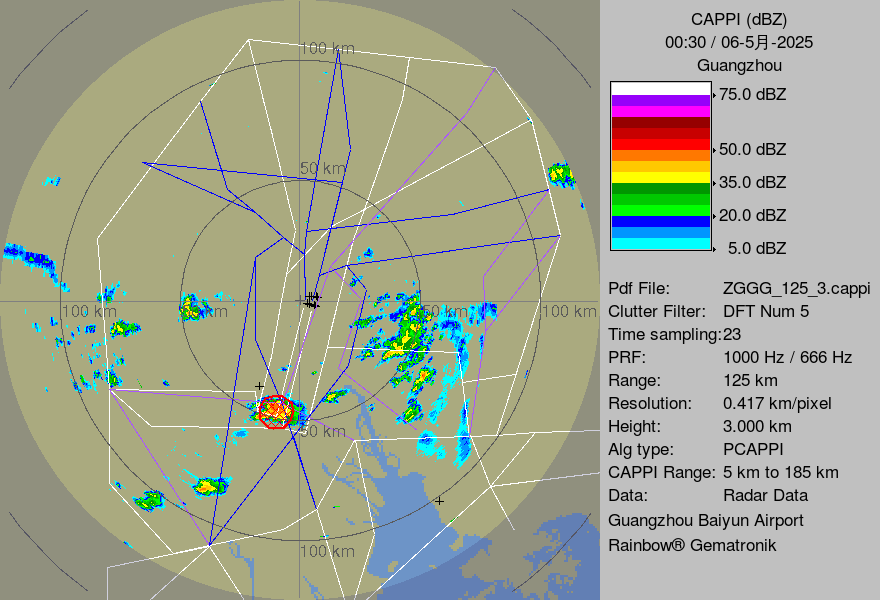 CAPPI (dBZ)
00:30 / 06-5月-2025
Guangzhou
75.0 dBZ
50.0 dBZ
35.0 dBZ
20.0 dBZ
5.0 dBZ
Pdf File: ZGGG_125_3.cappi
Clutter Filter: DFT Num 5
Time sampling:23
PRF: 1000 Hz / 666 Hz
Range: 125 km
Resolution: 0.417 km/pixel
Height: 3.000 km
Alg type: PCAPPI
CAPPI Range: 5 km to 185 km
Data: Radar Data
Guangzhou Baiyun Airport
Rainbow® Gematronik
100 km
50 km
100 km
50 km
50 km
100 km
50 km
100 km